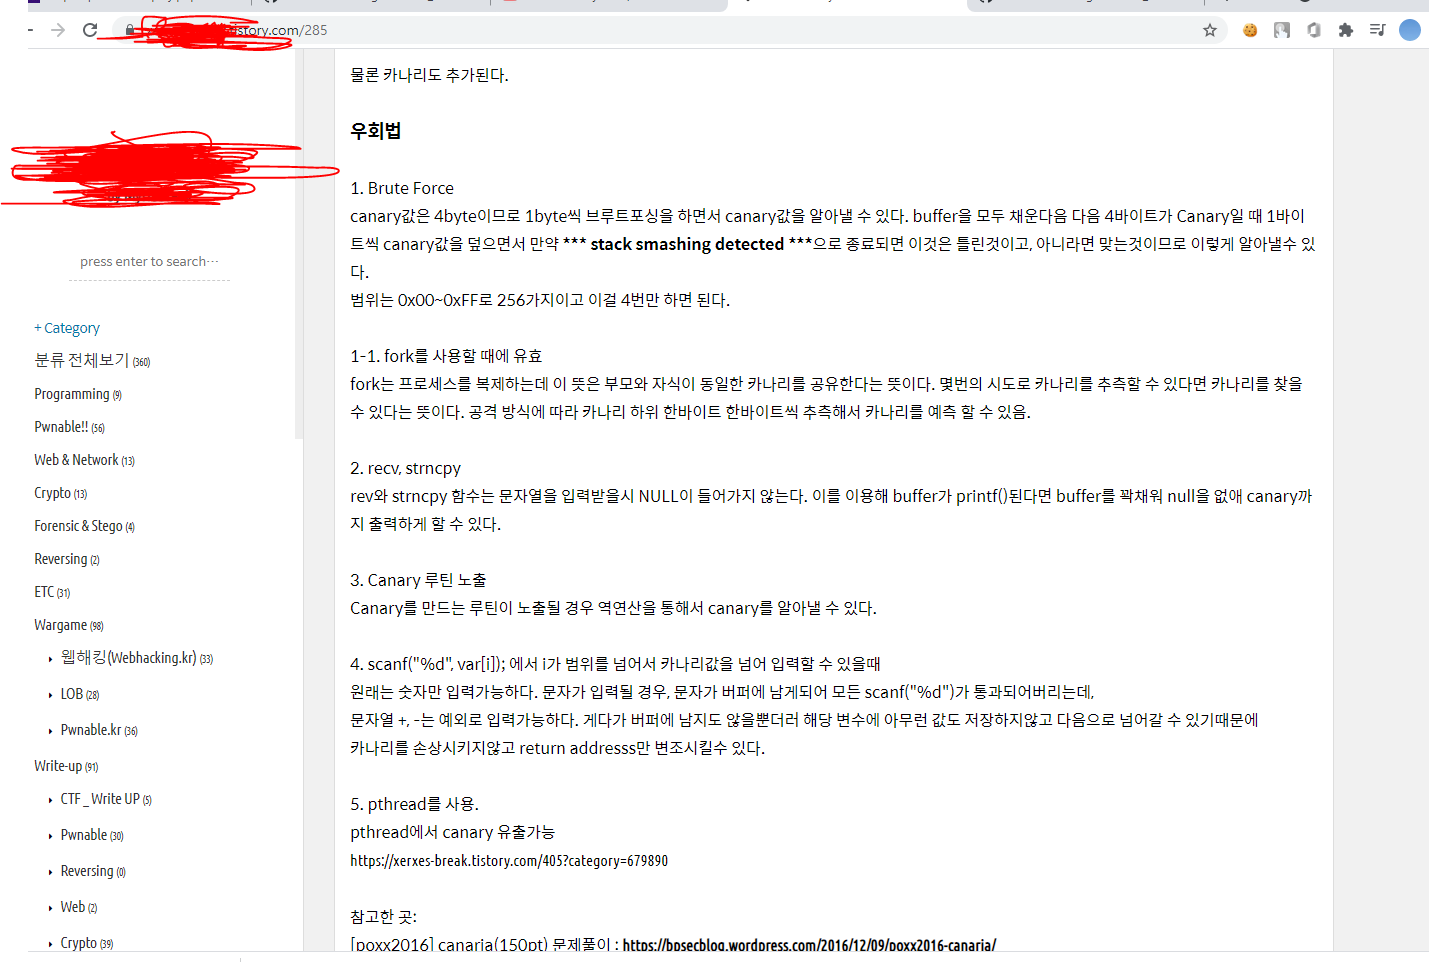 tistory.com/285
press enter to search…
+ Category
분류 전체보기 (360)
Programming (9)
Pwnable!! (56)
Web & Network (13)
Crypto (13)
Forensic & Stego (4)
Reversing (2)
ETC (31)
Wargame (98)
웹해킹(Webhacking.kr) (33)
LOB (28)
Pwnable.kr (36)
Write-up (91)
CTF _ Write UP (5)
Pwnable (30)
Reversing (0)
Web (2)
Crypto (39)
물론 카나리도 추가된다.
우회법
1. Brute Force
canary값은 4byte이므로 1byte씩 브루트포싱을 하면서 canary값을 알아낼 수 있다. buffer을 모두 채운다음 다음 4바이트가 Canary일 때 1바이
트씩 canary값을 덮으면서 만약 *** stack smashing detected ***으로 종료되면 이것은 틀린것이고, 아니라면 맞는것이므로 이렇게 알아낼수 있
다.
범위는 0x00~0xFF로 256가지이고 이걸 4번만 하면 된다.
1-1. fork를 사용할 때에 유효
fork는 프로세스를 복제하는데 이 뜻은 부모와 자식이 동일한 카나리를 공유한다는 뜻이다. 몇번의 시도로 카나리를 추측할 수 있다면 카나리를 찾을
수 있다는 뜻이다. 공격 방식에 따라 카나리 하위 한바이트 한바이트씩 추측해서 카나리를 예측 할 수 있음.
2. recv, strncpy
rev와 strncpy 함수는 문자열을 입력받을시 NULL이 들어가지 않는다. 이를 이용해 buffer가 printf()된다면 buffer를 꽉채워 null을 없애 canary까
지 출력하게 할 수 있다.
3. Canary 루틴 노출
Canary를 만드는 루틴이 노출될 경우 역연산을 통해서 canary를 알아낼 수 있다.
4. scanf("%d", var[i]); 에서 i가 범위를 넘어서 카나리값을 넘어 입력할 수 있을때
원래는 숫자만 입력가능하다. 문자가 입력될 경우, 문자가 버퍼에 남게되어 모든 scanf("%d")가 통과되어버리는데,
문자열 +, -는 예외로 입력가능하다. 게다가 버퍼에 남지도 않을뿐더러 해당 변수에 아무런 값도 저장하지않고 다음으로 넘어갈 수 있기때문에
카나리를 손상시키지않고 return addresss만 변조시킬수 있다.
5. pthread를 사용.
pthread에서 canary 유출가능
https://xerxes-break.tistory.com/405?category=679890
참고한 곳:
[poxx2016] canaria(150pt) 문제풀이 : https://bpsecblog.wordpress.com/2016/12/09/poxx2016-canaria/